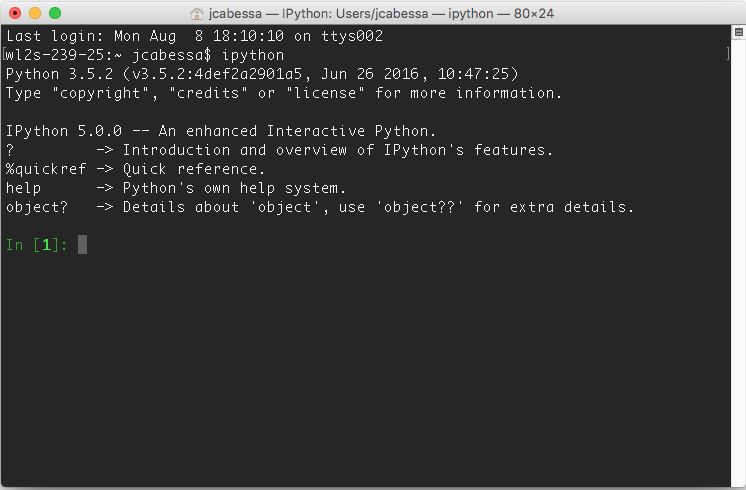 jcabessa — IPython: Users/jcabessa — ipython — 80×24
Last login: Mon Aug  8 18:10:10 on ttys002
[wl2s-239-25:~ jcabessa$ ipython ]
Python 3.5.2 (v3.5.2:4def2a2901a5, Jun 26 2016, 10:47:25)
Type "copyright", "credits" or "license" for more information.
IPython 5.0.0 -- An enhanced Interactive Python.
?         -> Introduction and overview of IPython's features.
%quickref -> Quick reference.
help      -> Python's own help system.
object?   -> Details about 'object', use 'object??' for extra details.
In [1]: